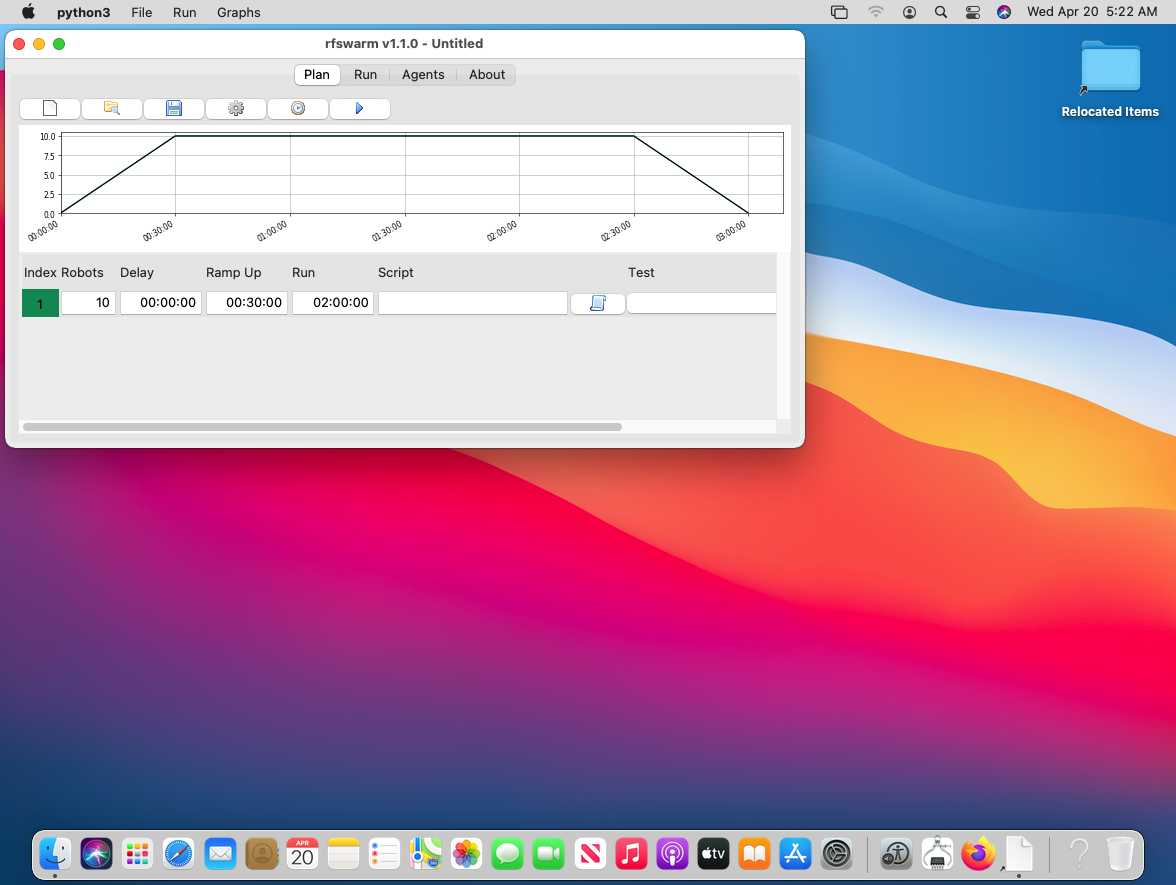 python3 File Run Graphs Wed Apr 20 5:22 AM
rfswarm v1.1.0 - Untitled
Plan Run Agents About
Relocated Items
10.0
7.5
5.0
2.5
0.0
00:00:00 00:30:00 01:00:00 01:30:00 02:00:00 02:30:00 03:00:00
Index Robots Delay Ramp Up Run Script Test
1 10 00:00:00 00:30:00 02:00:00
APR
20
tv